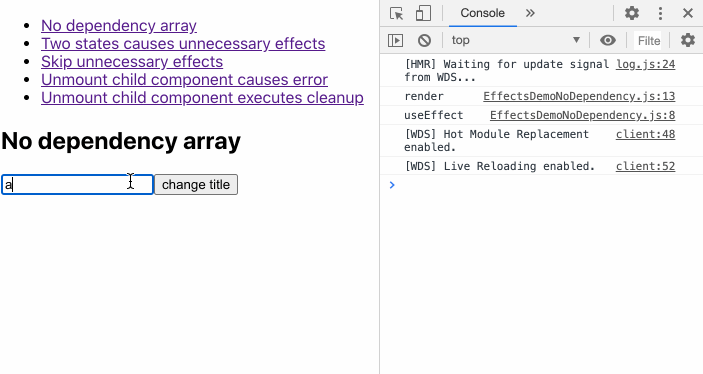 No dependency array
Two states causes unnecessary effects
Skip unnecessary effects
Unmount child component causes error
Unmount child component executes cleanup
No dependency array
a
change title
Console
top
Filte
[HMR] Waiting for update signal log.js:24
from WDS...
render EffectsDemoNoDependency.js:13
useEffect EffectsDemoNoDependency.js:8
[WDS] Hot Module Replacement client:48
enabled.
[WDS] Live Reloading enabled. client:52